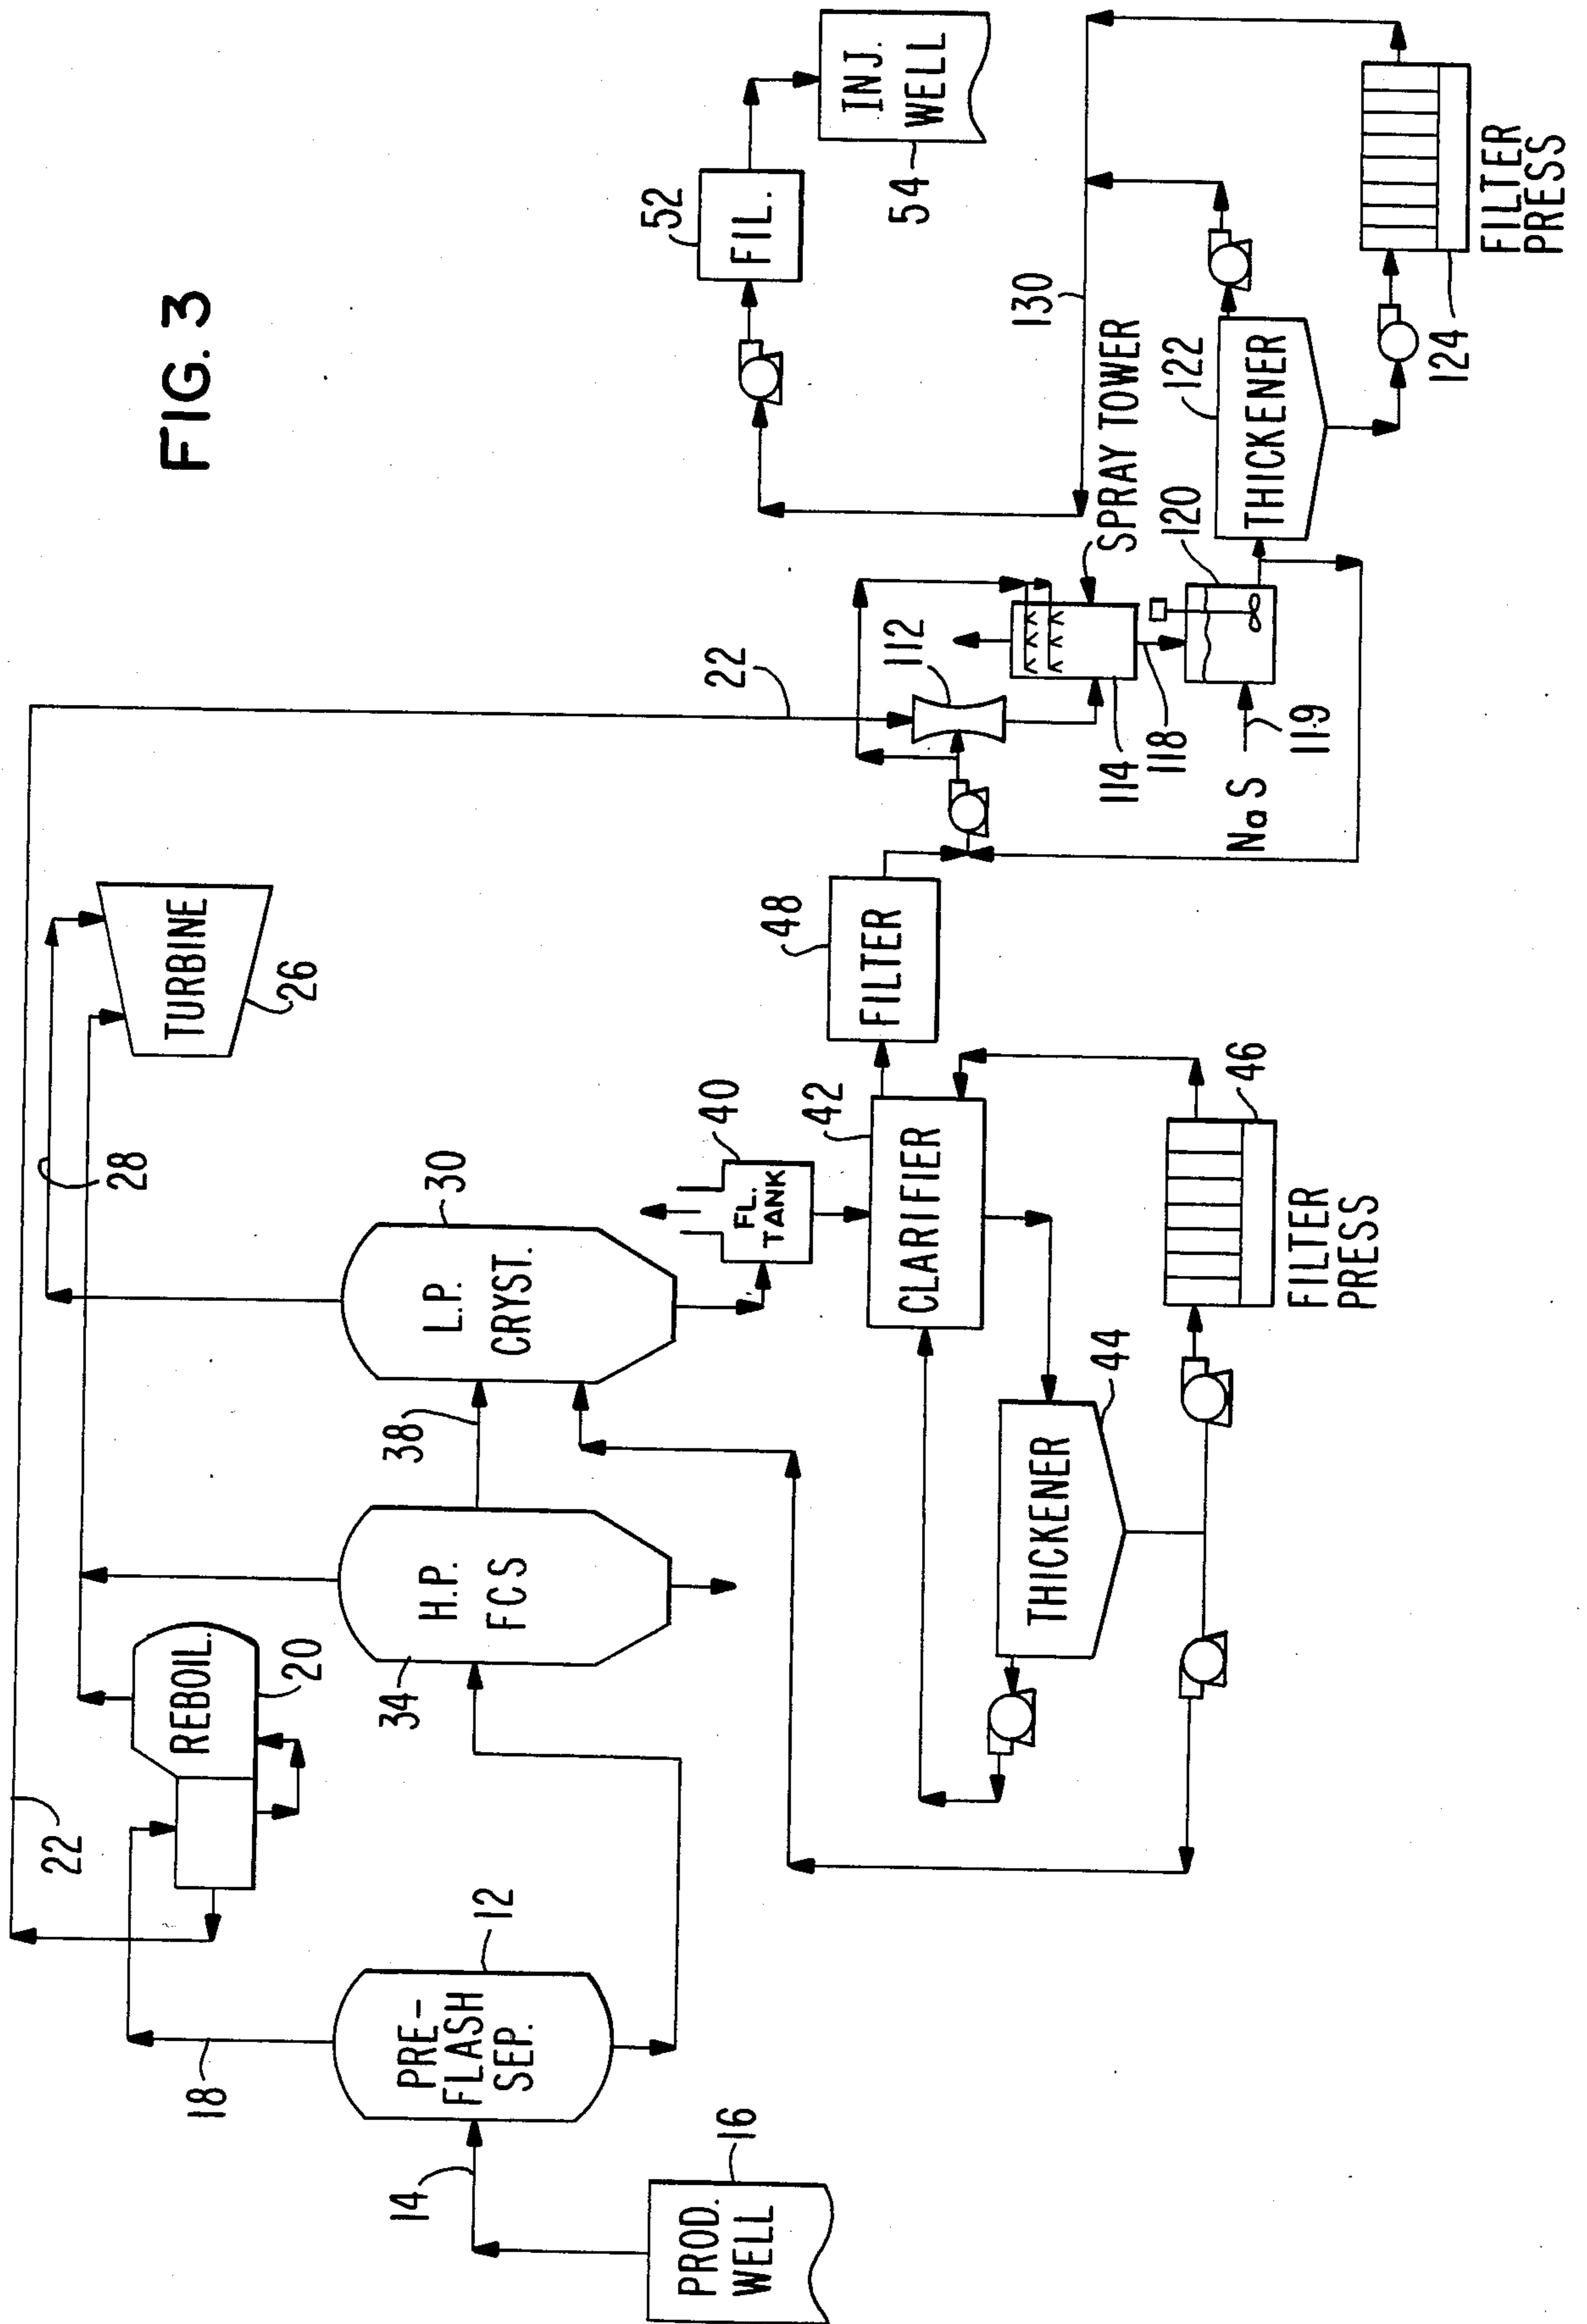 FIG. 3
22
28
TURBINE
26
REBOIL.
20
18
PRE-
FLASH
SEP.
12
14
PROD.
WELL
16
H.P.
FCS
34
38
L.P.
CRYST.
30
FL.
TANK
40
CLARIFIER
42
THICKENER
44
FILTER
PRESS
46
FILTER
48
22
112
SPRAY TOWER
114
118
NaS
119
120
THICKENER
122
FILTER
PRESS
124
130
FIL.
52
INJ.
WELL
54